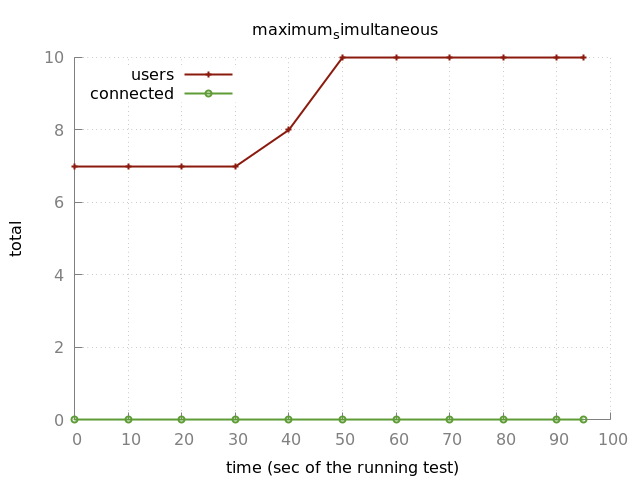 maximumsimultaneous
users
connected
10
8
6
4
2
0
total
0 10 20 30 40 50 60 70 80 90 100
time (sec of the running test)